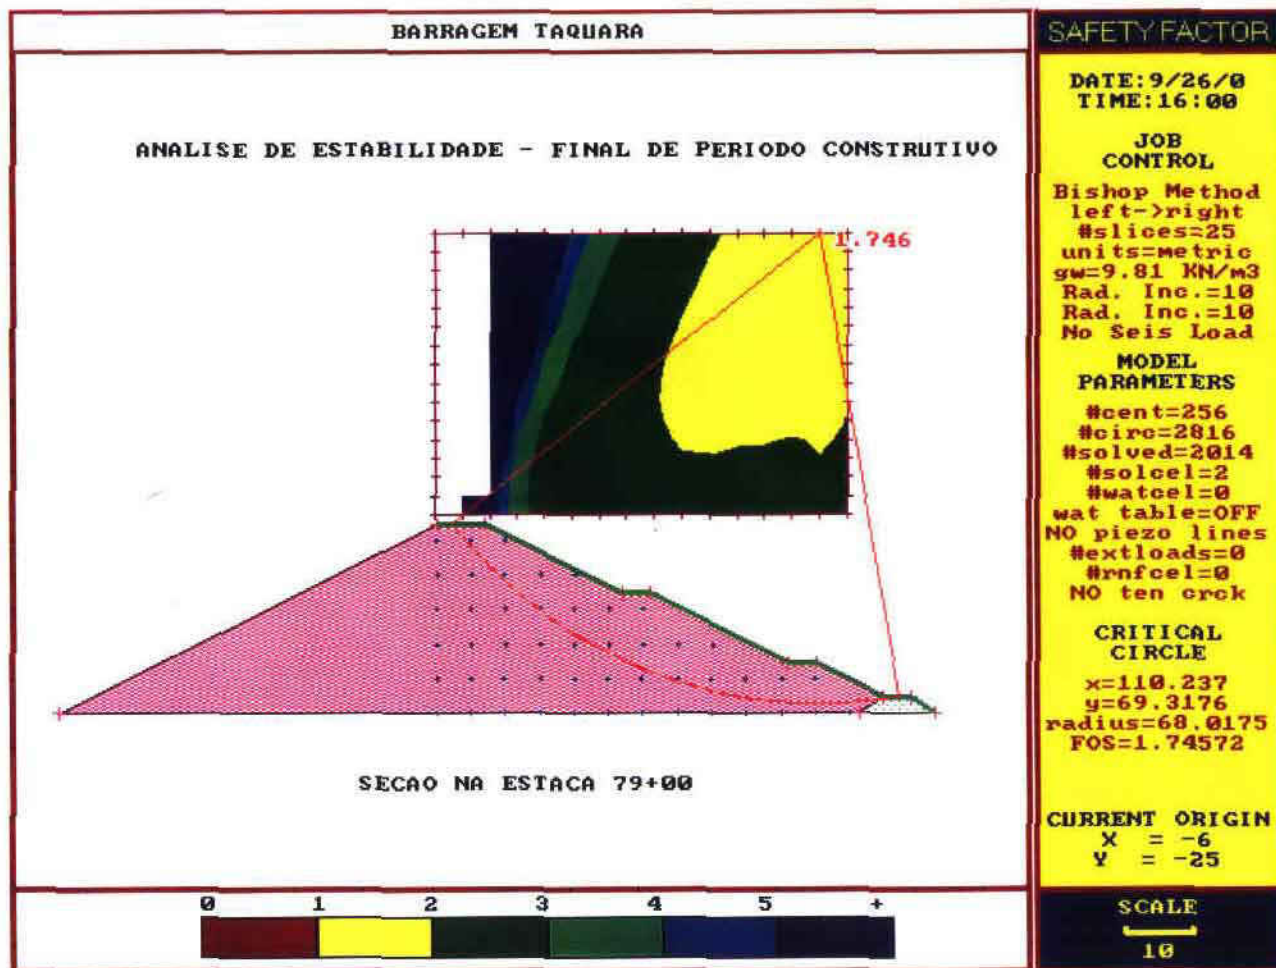 BARRAGEM TAQUARA
ANALISE DE ESTABILIDADE - FINAL DE PERIODO CONSTRUTIVO
1.746
SECAO NA ESTACA 79+00
0 1 2 3 4 5 +
SAFETY FACTOR
DATE:9/26/0
TIME:16:00
JOB
CONTROL
Bishop Method
left->right
#slices=25
units=metric
gw=9.81 KN/m3
Rad. Inc.=10
Rad. Inc.=10
No Seis Load
MODEL
PARAMETERS
#cent=256
#circ=2816
#solved=2014
#solcel=2
#watcel=0
wat table=OFF
NO piezo lines
#extloads=0
#rnfcel=0
NO ten crck
CRITICAL
CIRCLE
x=110.237
y=69.3176
radius=68.0175
FOS=1.74572
CURRENT ORIGIN
X = -6
Y = -25
SCALE
10